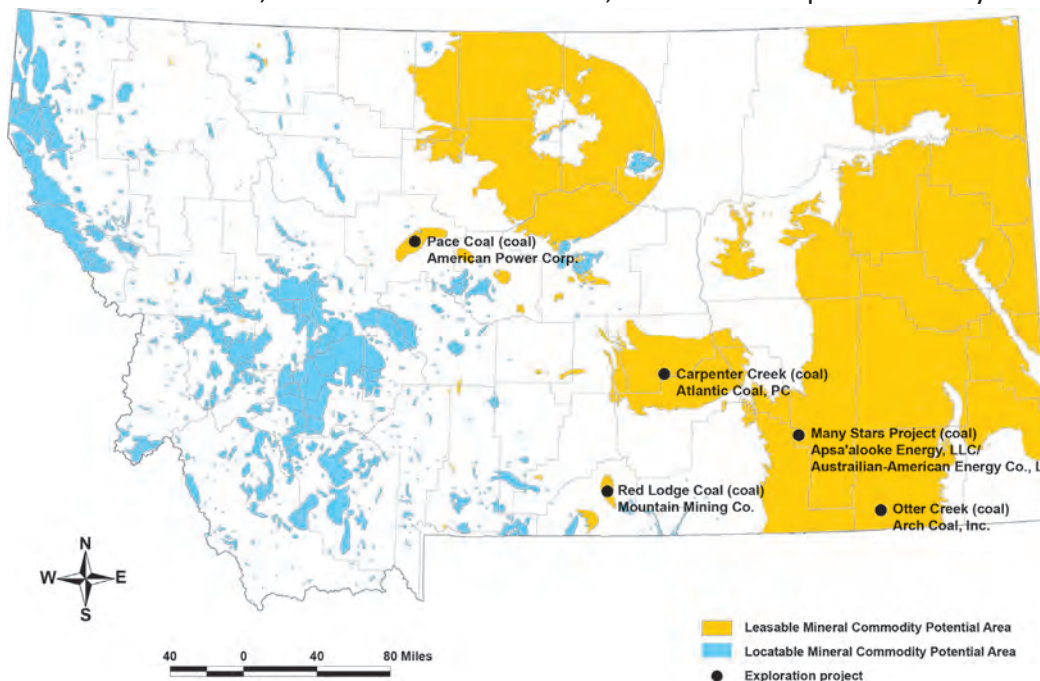 Pace Coal (coal)
American Power Corp.
Carpenter Creek (coal)
Atlantic Coal, PC
Many Stars Project (coal)
Apsa'alooke Energy, LLC/
Austrailian-American Energy Co., L
Red Lodge Coal (coal)
Mountain Mining Co.
Otter Creek (coal)
Arch Coal, Inc.
N
W E
S
40 0 40 80 Miles
Leasable Mineral Commodity Potential Area
Locatable Mineral Commodity Potential Area
Exploration project